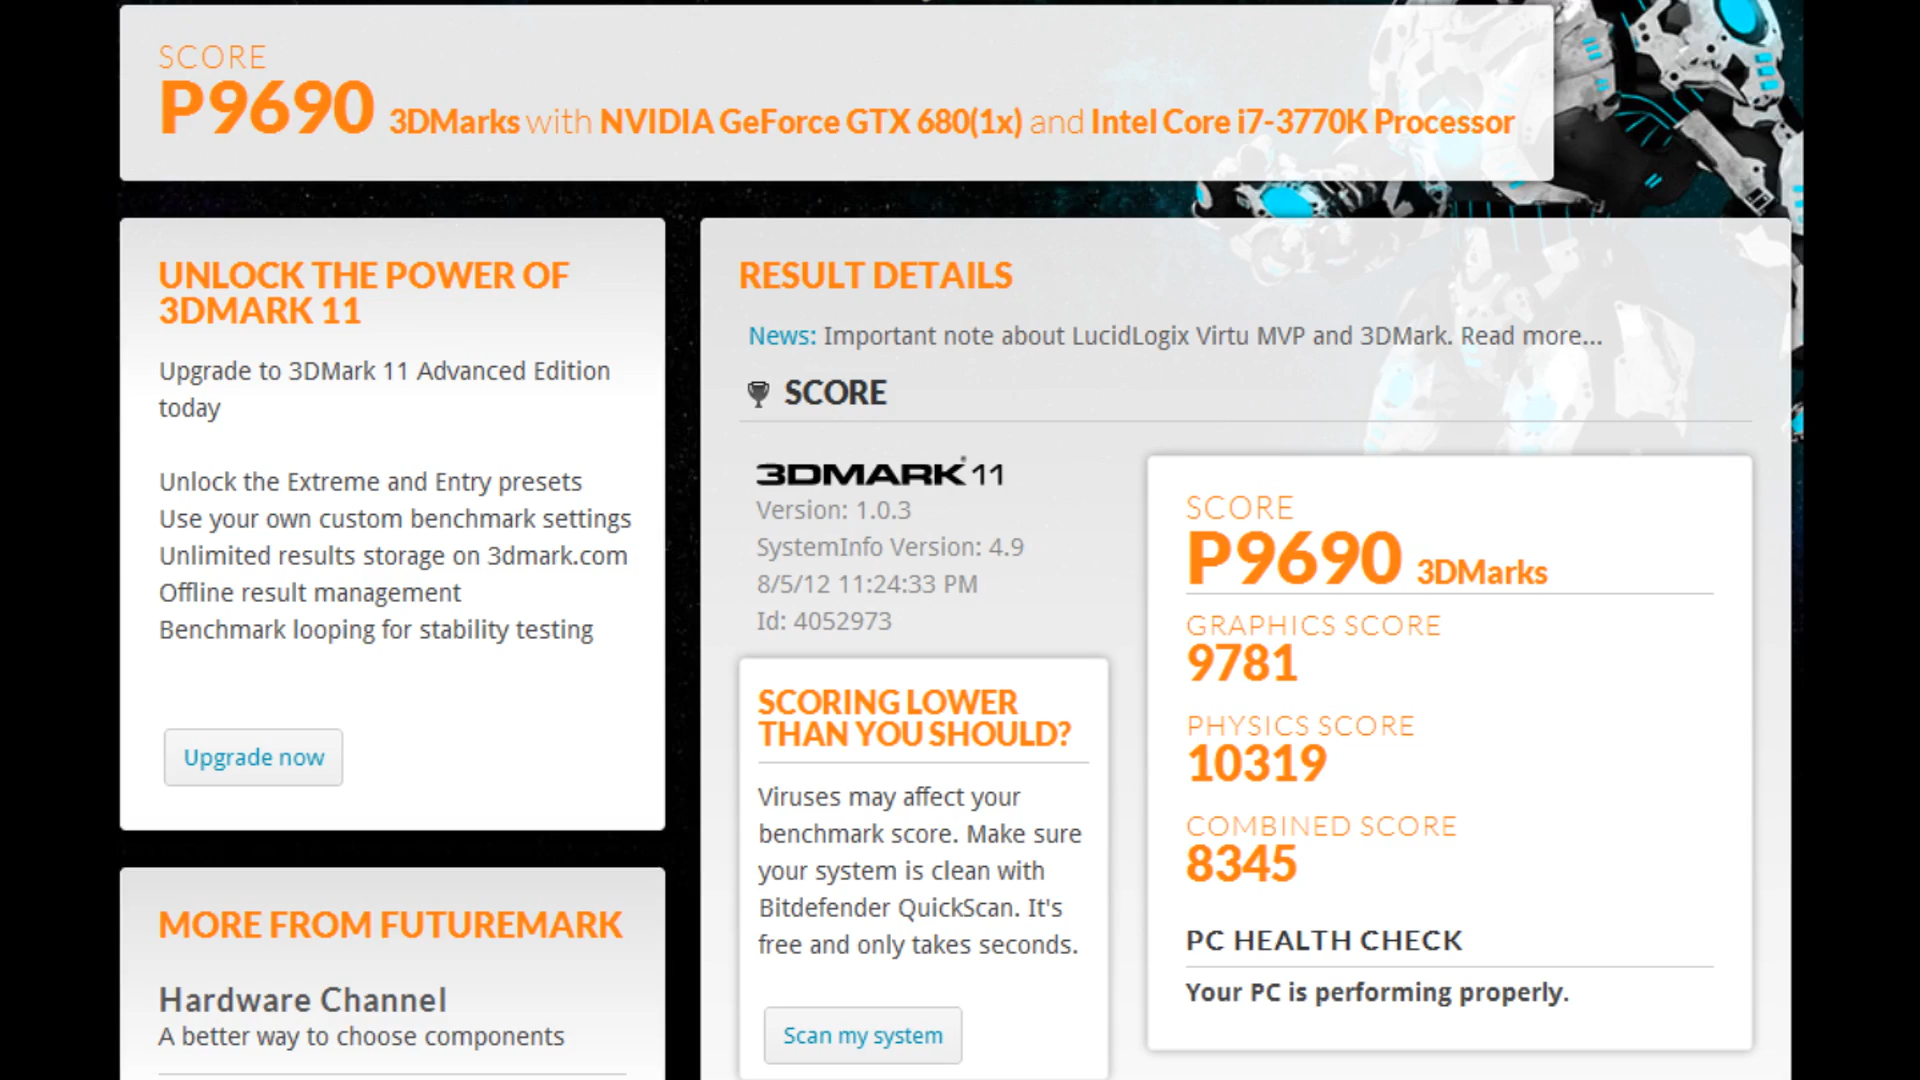 SCORE
P9690 3DMarks with NVIDIA GeForce GTX 680(1x) and Intel Core i7-3770K Processor
UNLOCK THE POWER OF
3DMARK 11
Upgrade to 3DMark 11 Advanced Edition
today
Unlock the Extreme and Entry presets
Use your own custom benchmark settings
Unlimited results storage on 3dmark.com
Offline result management
Benchmark looping for stability testing
Upgrade now
MORE FROM FUTUREMARK
Hardware Channel
A better way to choose components
RESULT DETAILS
News: Important note about LucidLogix Virtu MVP and 3DMark. Read more...
SCORE
3DMARK® 11
Version: 1.0.3
SystemInfo Version: 4.9
8/5/12 11:24:33 PM
Id: 4052973
SCORING LOWER
THAN YOU SHOULD?
Viruses may affect your
benchmark score. Make sure
your system is clean with
Bitdefender QuickScan. It's
free and only takes seconds.
Scan my system
SCORE
P9690 3DMarks
GRAPHICS SCORE
9781
PHYSICS SCORE
10319
COMBINED SCORE
8345
PC HEALTH CHECK
Your PC is performing properly.